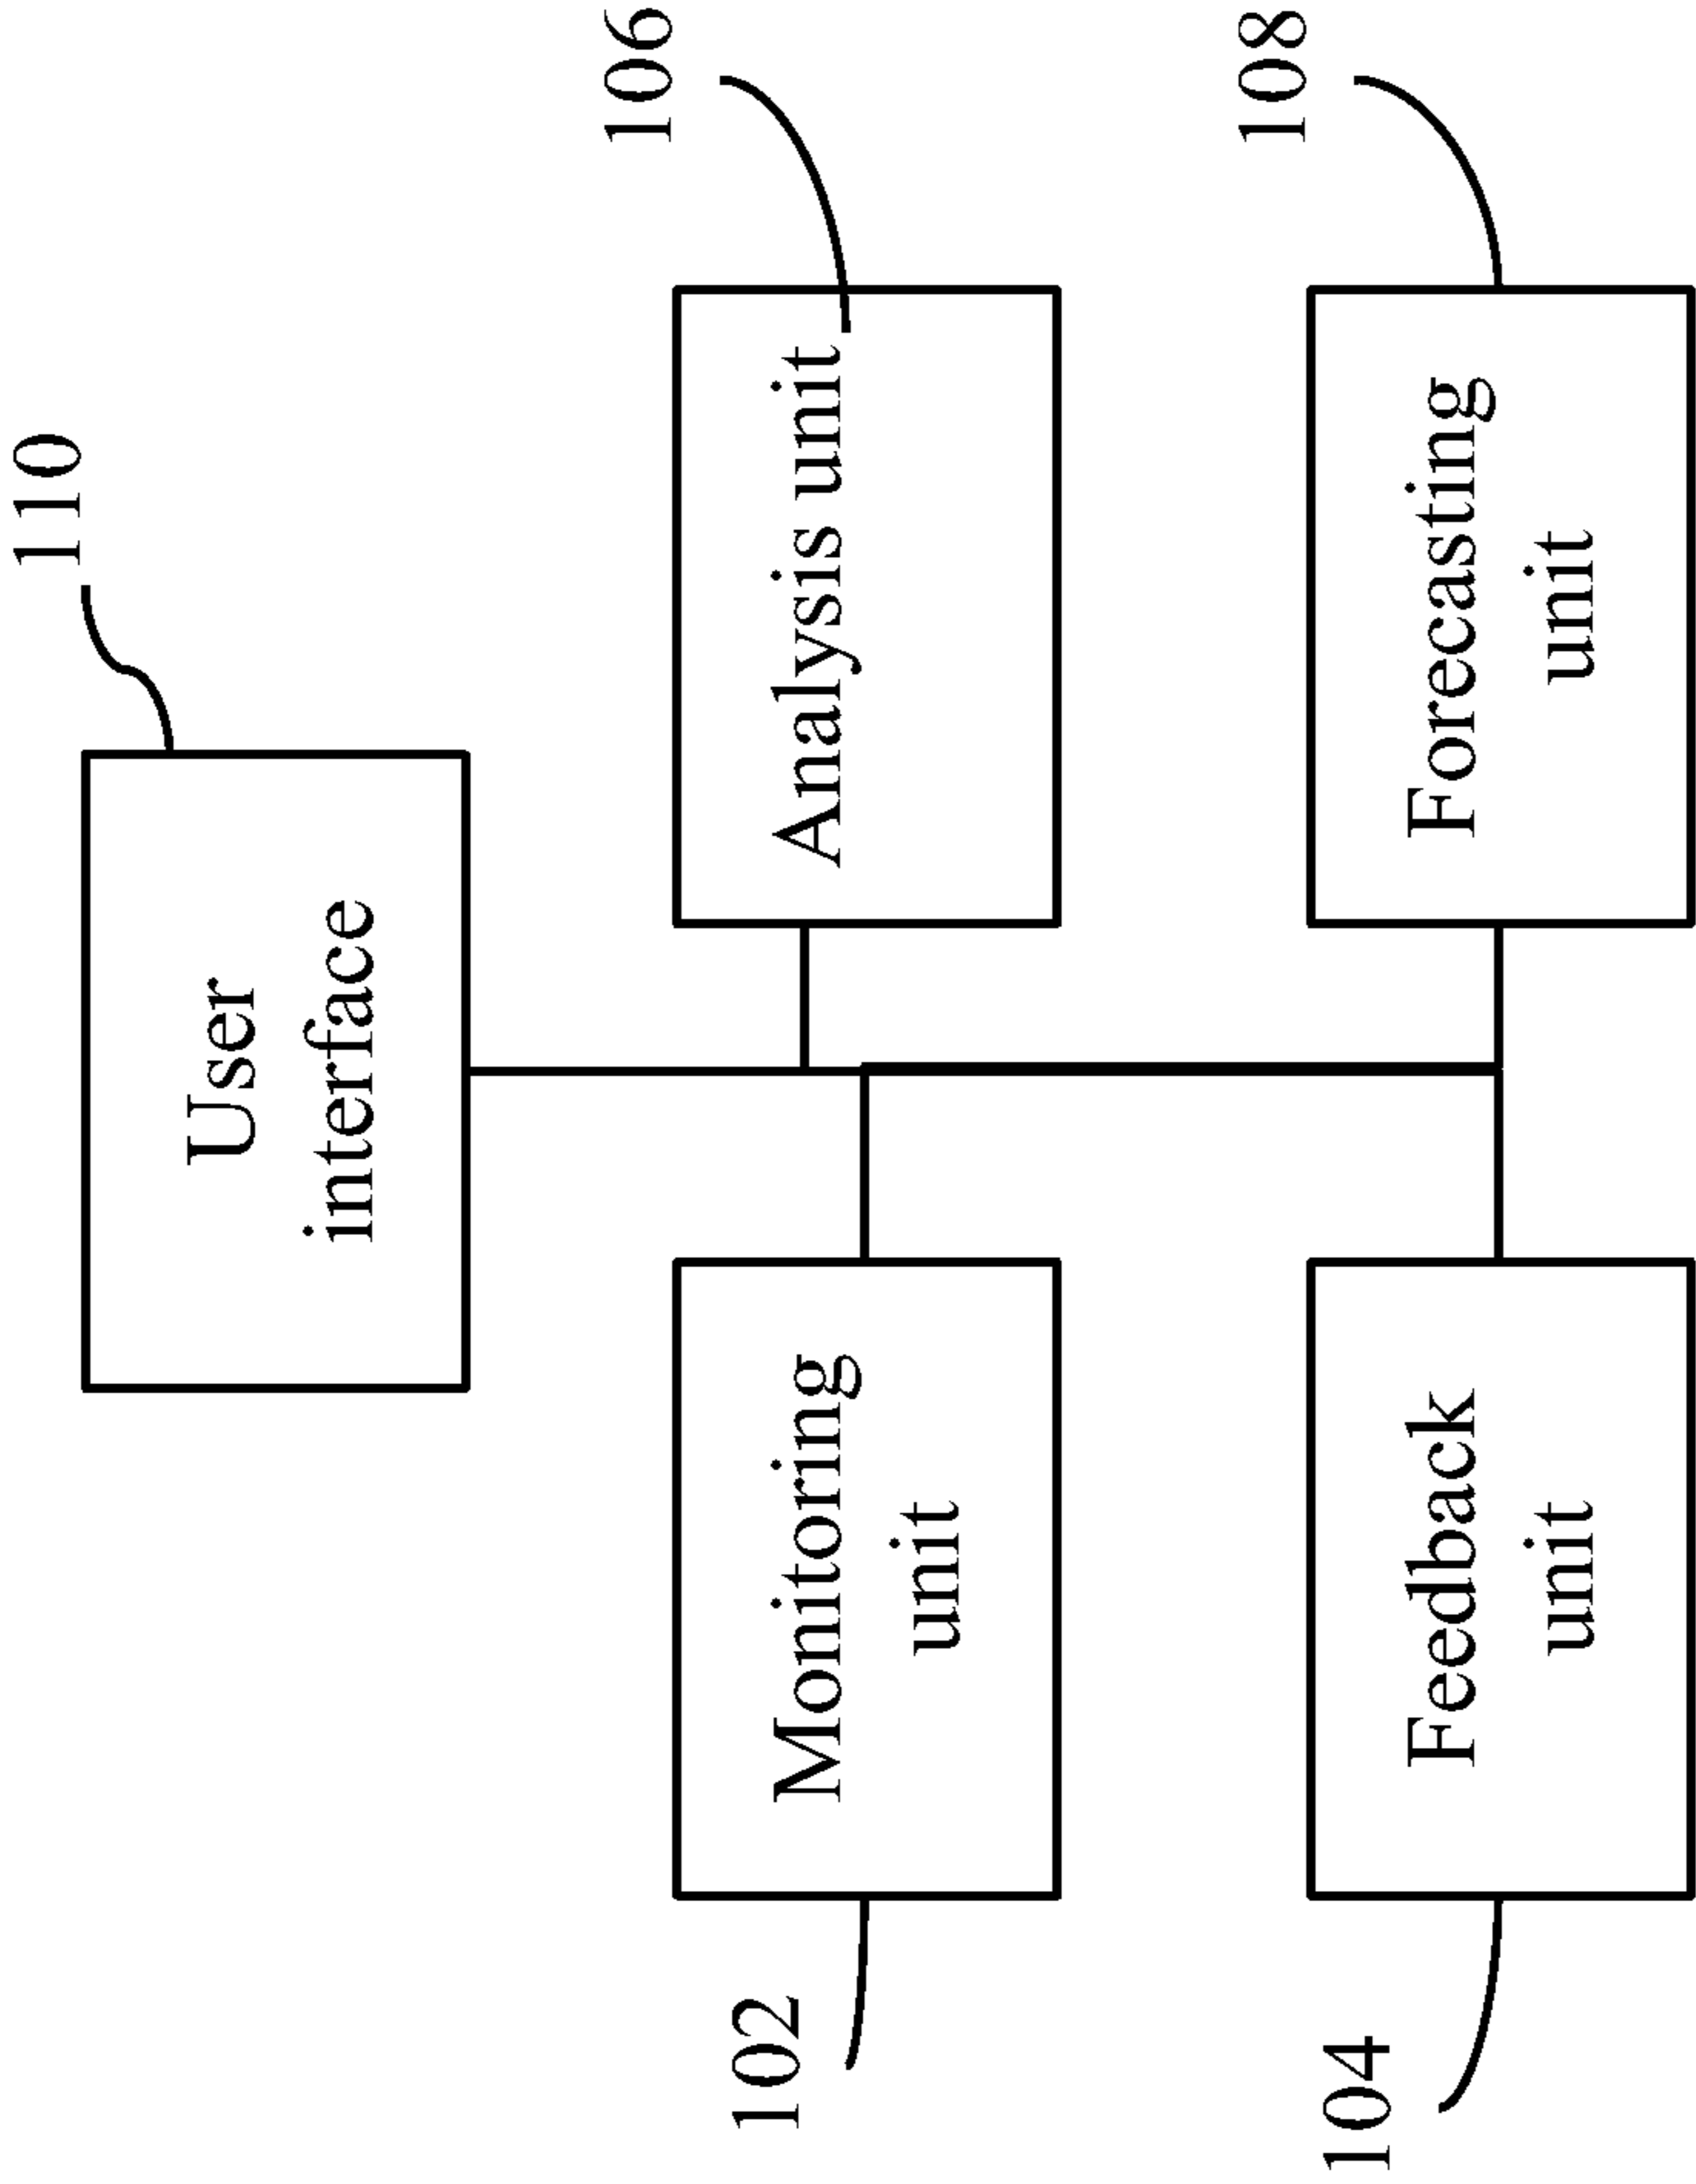 110
User
interface
102
Monitoring
unit
Analysis unit
106
104
Feedback
unit
Forecasting
unit
108